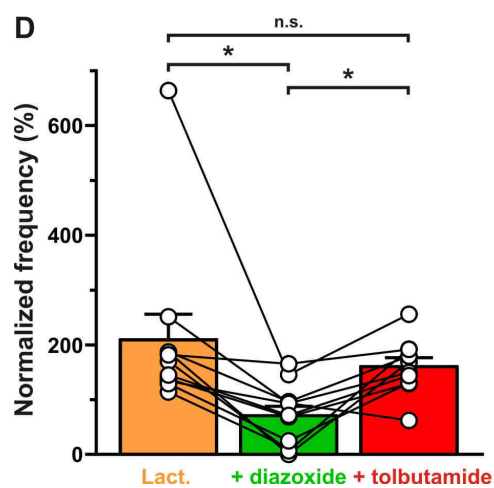 D
n.s.
*
*
Normalized frequency (%)
600
400
200
0
Lact.
+ diazoxide
+ tolbutamide